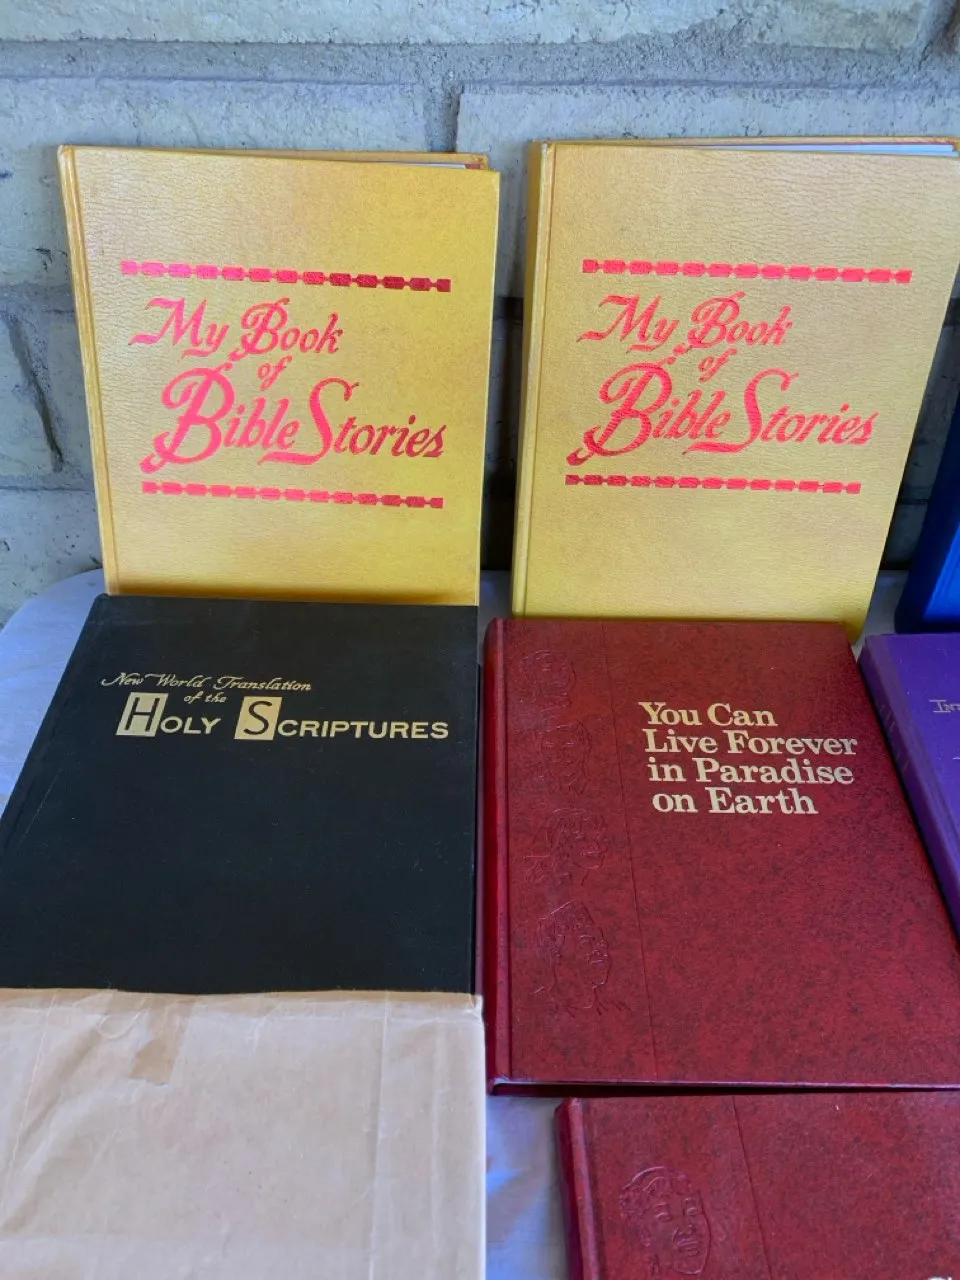 My Book
of
Bible Stories
My Book
of
Bible Stories
New World Translation
of the
Holy Scriptures
You Can
Live Forever
in Paradise
on Earth